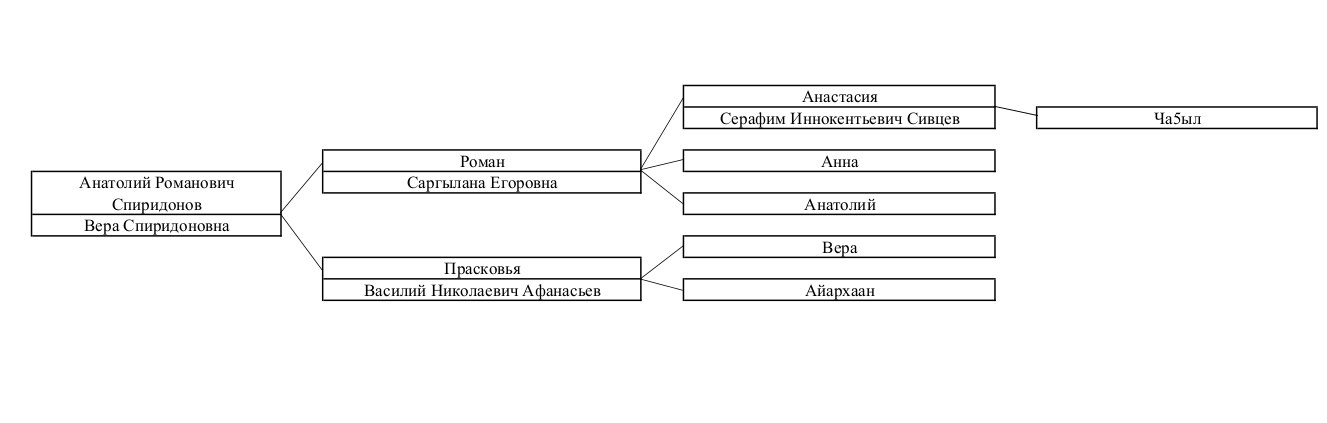 Анатолий Романович
Спиридонов
Вера Спиридоновна
Роман
Саргылана Егоровна
Прасковья
Василий Николаевич Афанасьев
Анастасия
Серафим Иннокентьевич Сивцев
Анна
Анатолий
Вера
Айархаан
Ча5ыл